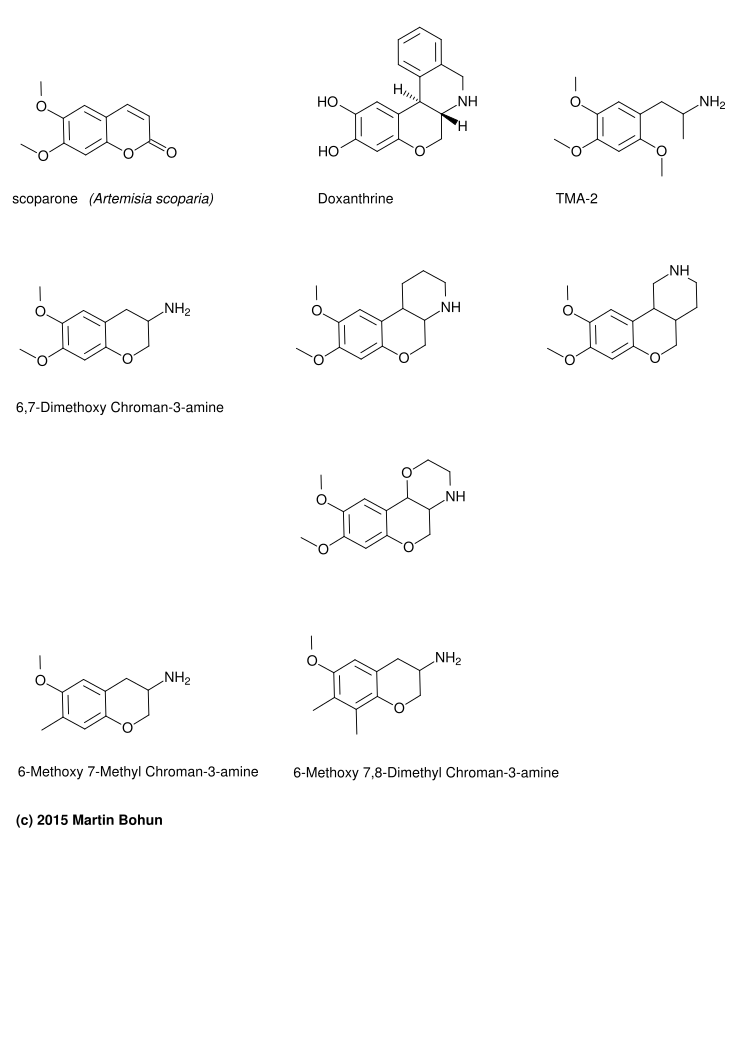 O
O
O
O
scoparone (Artemisia scoparia)
HO
HO
H
NH
H
O
Doxanthrine
O
O
O
NH2
TMA-2
O
O
O
NH2
6,7-Dimethoxy Chroman-3-amine
O
O
O
NH
O
O
O
NH
O
O
O
O
NH
O
O
NH2
6-Methoxy 7-Methyl Chroman-3-amine
O
O
NH2
6-Methoxy 7,8-Dimethyl Chroman-3-amine
(c) 2015 Martin Bohun